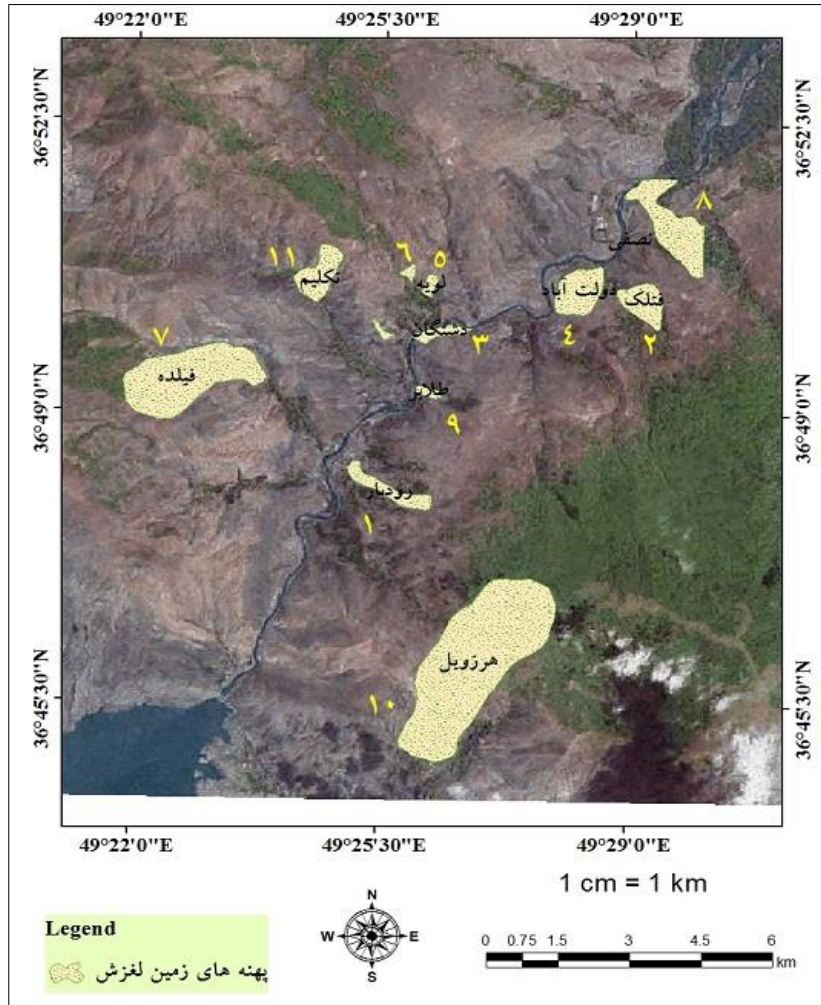 49°22'0"E 49°25'30"E 49°29'0"E
36°52'30"N
36°52'30"N
۸
نصفی
۱۱
تکلیم
۶
۵
لویه
دولت آباد
فتلک
۷
دشتگان
۳
۴
۲
فیلده
طلابر
36°49'0"N
۹
36°49'0"N
رودبار
۱
هرزویل
36°45'30"N
۱۰
36°45'30"N
49°22'0"E 49°25'30"E 49°29'0"E
1 cm = 1 km
N
W E
S
Legend
پهنه های زمین لغزش
0 0.75 1.5 3 4.5 6
km